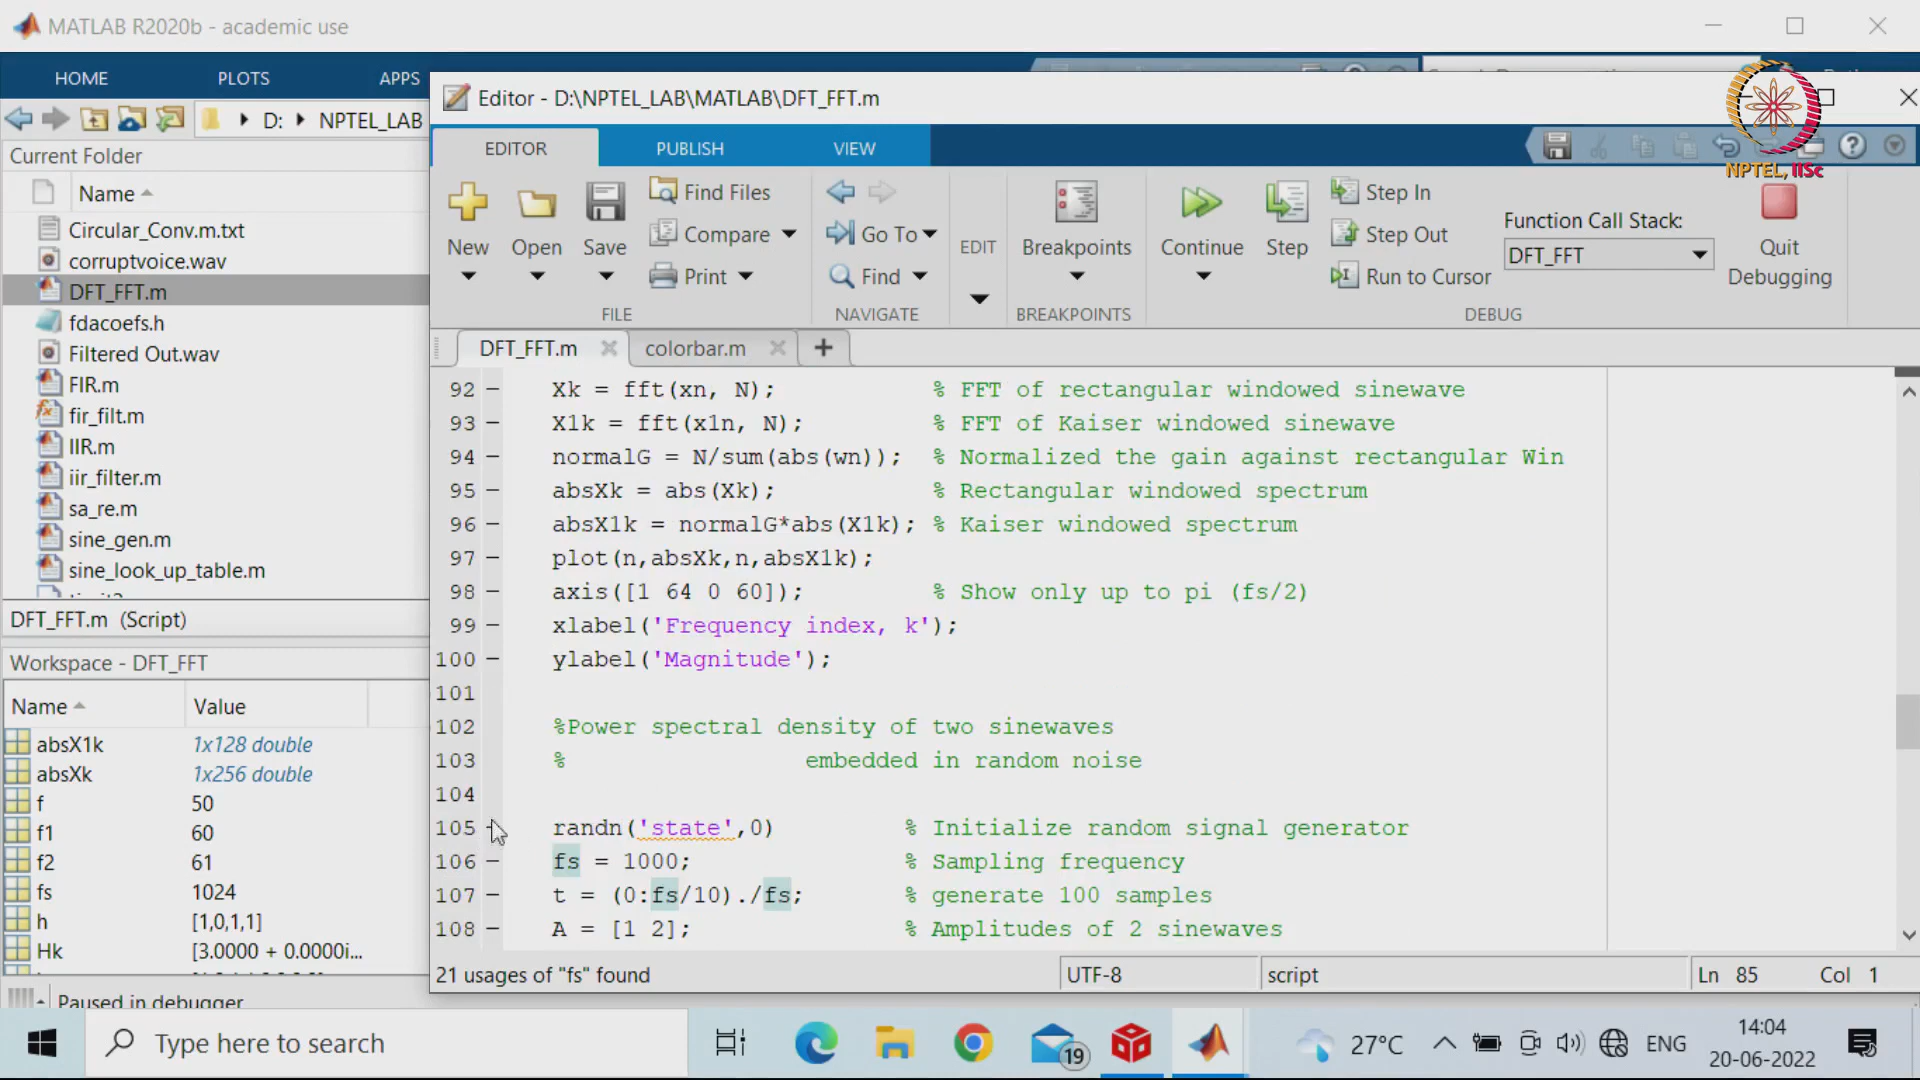 MATLAB R2020b - academic use
HOME PLOTS APPS
D: NPTEL_LAB
Current Folder
Name
Circular_Conv.m.txt
corruptvoice.wav
DFT_FFT.m
fdacoefs.h
Filtered Out.wav
FIR.m
fir_filt.m
IIR.m
iir_filter.m
sa_re.m
sine_gen.m
sine_look_up_table.m
DFT_FFT.m (Script)
Workspace - DFT_FFT
Name Value
absX1k 1x128 double
absXk 1x256 double
f 50
f1 60
f2 61
fs 1024
h [1,0,1,1]
Hk [3.0000 + 0.0000i...
Paused in debugger
Editor - D:\NPTEL_LAB\MATLAB\DFT_FFT.m
NPTEL, IISc
EDITOR PUBLISH VIEW
New Open Save Find Files Compare Print
FILE
Go To Find
NAVIGATE
EDIT
Breakpoints
BREAKPOINTS
Continue Step Step In Step Out Run to Cursor
DEBUG
Function Call Stack:
DFT_FFT
Quit Debugging
DFT_FFT.m colorbar.m
92 – Xk = fft(xn, N); % FFT of rectangular windowed sinewave
93 – X1k = fft(x1n, N); % FFT of Kaiser windowed sinewave
94 – normalG = N/sum(abs(wn)); % Normalized the gain against rectangular Win
95 – absXk = abs(Xk); % Rectangular windowed spectrum
96 – absX1k = normalG*abs(X1k); % Kaiser windowed spectrum
97 – plot(n,absXk,n,absX1k);
98 – axis([1 64 0 60]); % Show only up to pi (fs/2)
99 – xlabel('Frequency index, k');
100 – ylabel('Magnitude');
101
102 %Power spectral density of two sinewaves
103 % embedded in random noise
104
105 – randn('state',0) % Initialize random signal generator
106 – fs = 1000; % Sampling frequency
107 – t = (0:fs/10)./fs; % generate 100 samples
108 – A = [1 2]; % Amplitudes of 2 sinewaves
21 usages of "fs" found UTF-8 script Ln 85 Col 1
Type here to search
19
27°C ENG
14:04
20-06-2022